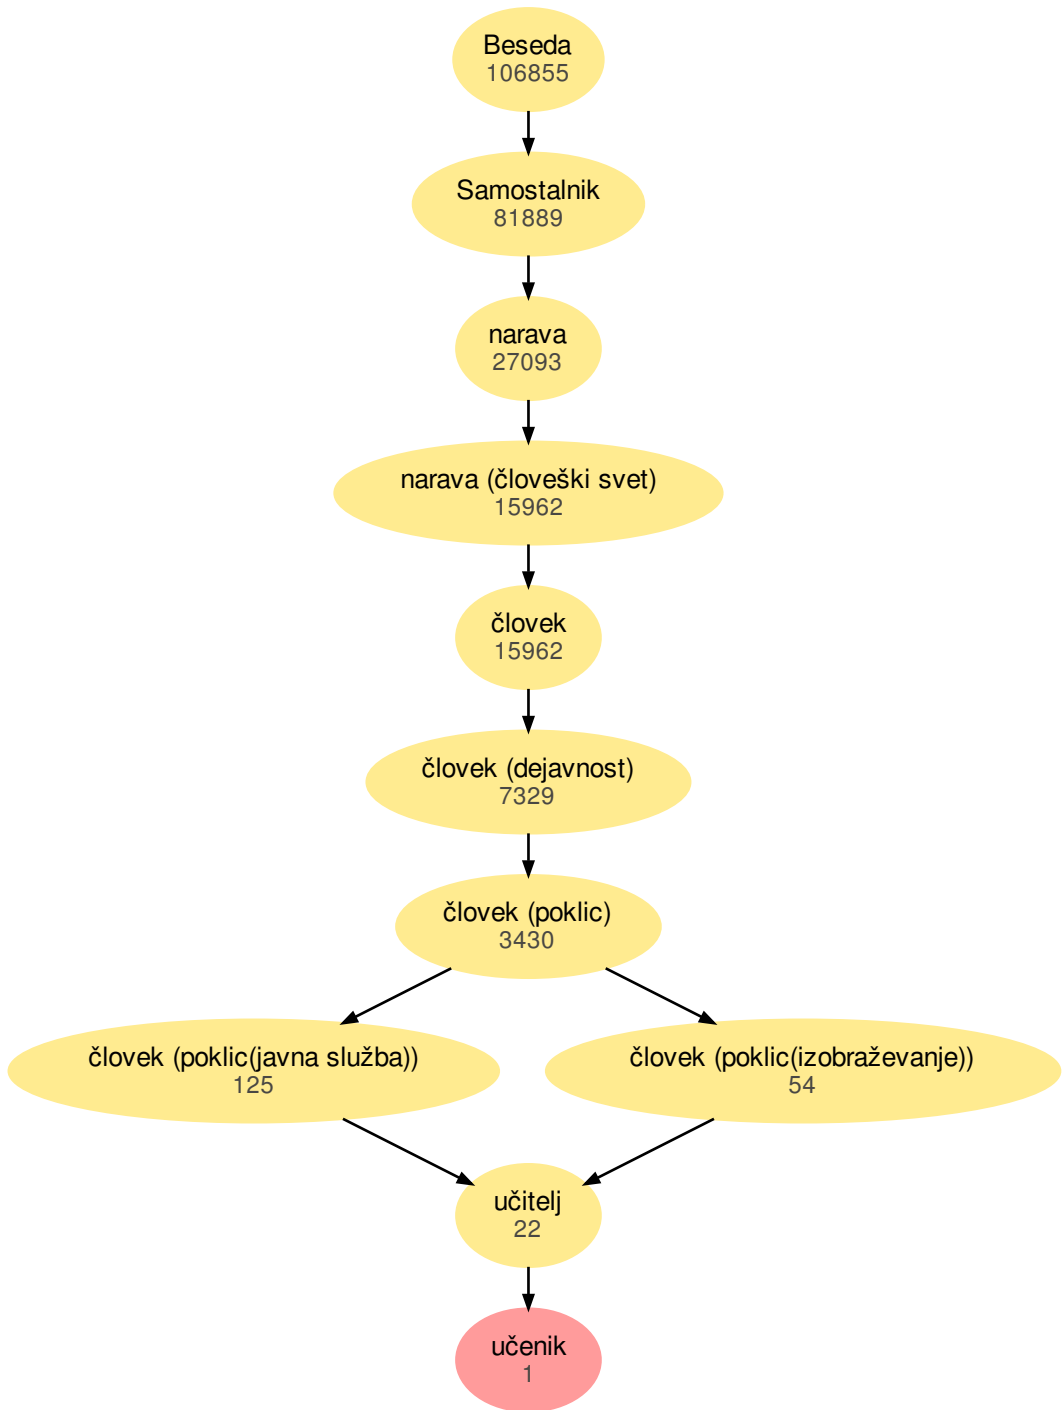 Beseda
106855
Samostalnik
81889
narava
27093
narava (človeški svet)
15962
človek
15962
človek (dejavnost)
7329
človek (poklic)
3430
človek (poklic(javna služba))
125
človek (poklic(izobraževanje))
54
učitelj
22
učenik
1